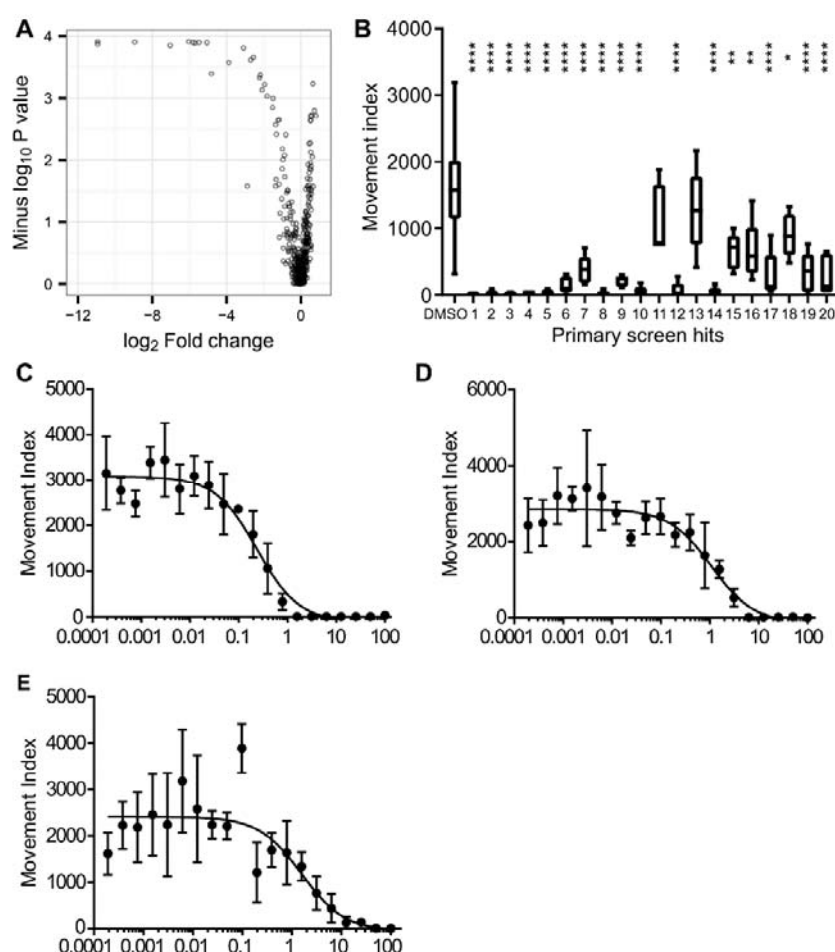 A
Minus log10 P value
4
3
2
1
0
−12 −8 −4 0
log2 Fold change
B
Movement index
4000
3000
2000
1000
0
**** **** **** **** **** **** **** **** **** **** **** **** ** ** **** * **** ****
DMSO 1 2 3 4 5 6 7 8 9 10 11 12 13 14 15 16 17 18 19 20
Primary screen hits
C
Movement Index
5000
4000
3000
2000
1000
0
0.0001 0.001 0.01 0.1 1 10 100
D
Movement Index
6000
4000
2000
0
0.0001 0.001 0.01 0.1 1 10 100
E
Movement Index
5000
4000
3000
2000
1000
0
0.0001 0.001 0.01 0.1 1 10 100